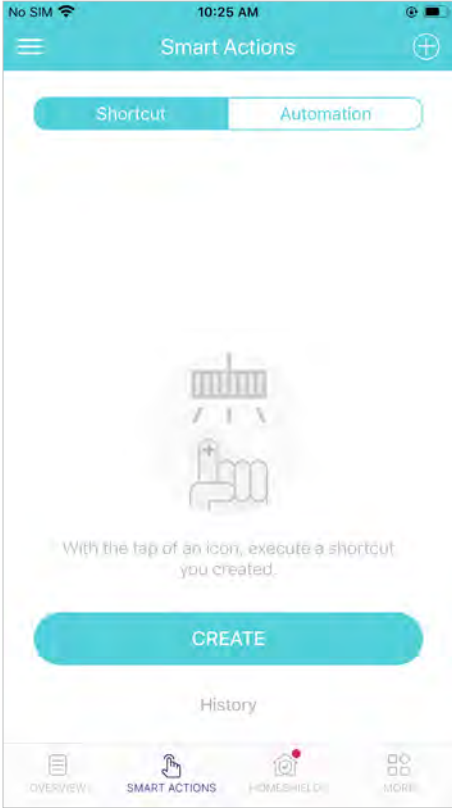 No SIM 10:25 AM
Smart Actions
Shortcut Automation
With the tap of an icon, execute a shortcut
you created.
CREATE
History
OVERVIEW SMART ACTIONS HOMESHIELD MORE